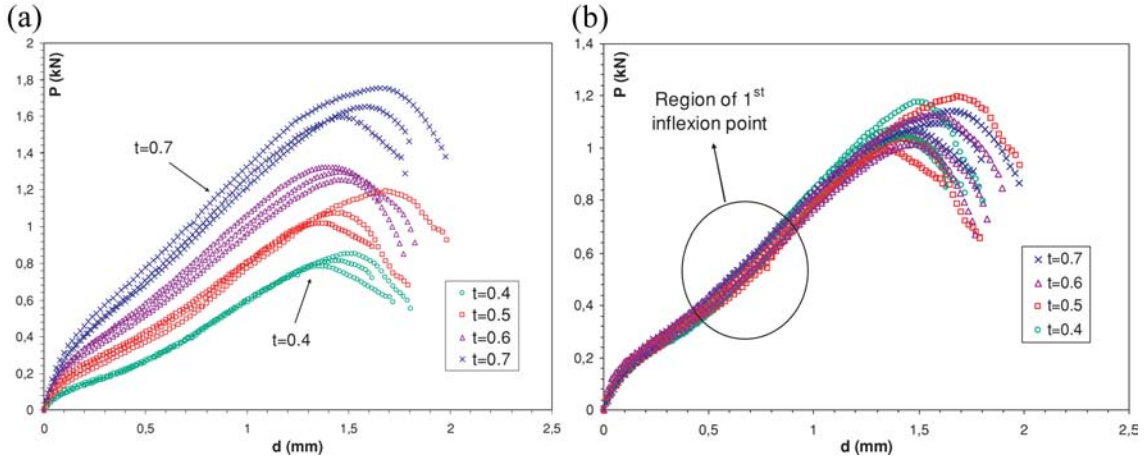 (a)
P (kN)
2
1,8
1,6
1,4
1,2
1
0,8
0,6
0,4
0,2
0
0
0,5
1
1,5
2
2,5
d (mm)
t=0.7
t=0.4
t=0.4
t=0.5
t=0.6
t=0.7
(b)
P (kN)
1,4
1,2
1
0,8
0,6
0,4
0,2
0
0
0,5
1
1,5
2
2,5
d (mm)
Region of 1st
inflexion point
t=0.7
t=0.6
t=0.5
t=0.4